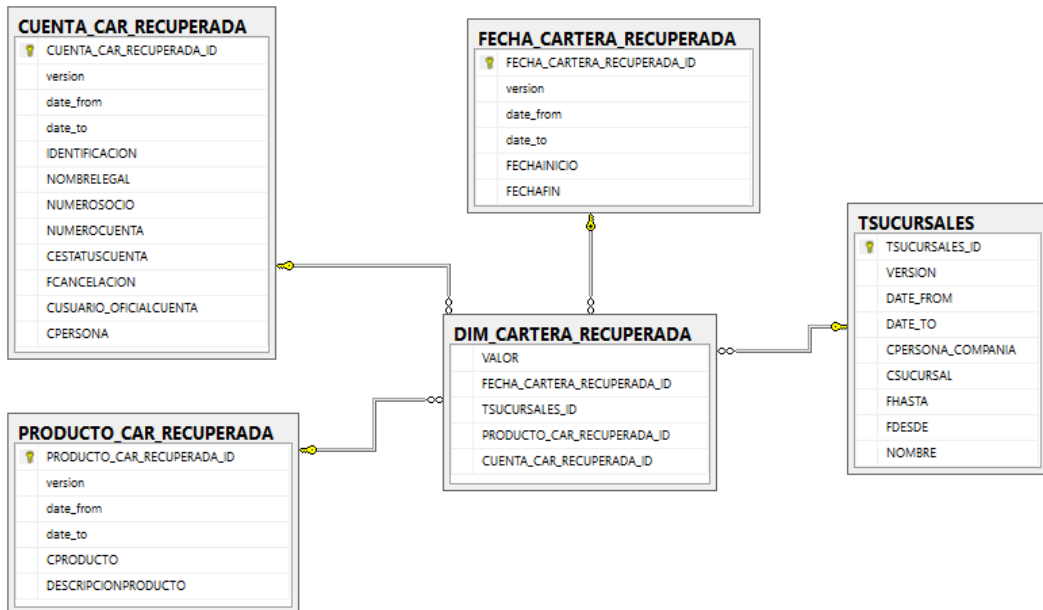 CUENTA_CAR_RECUPERADA
CUENTA_CAR_RECUPERADA_ID
version
date_from
date_to
IDENTIFICACION
NOMBRELEGAL
NUMEROSOCIO
NUMEROCUENTA
CESTATUSCUENTA
FCANCELACION
CUSUARIO_OFICIALCUENTA
CPERSONA
FECHA_CARTERA_RECUPERADA
FECHA_CARTERA_RECUPERADA_ID
version
date_from
date_to
FECHAINICIO
FECHAFIN
TSUCURSALES
TSUCURSALES_ID
VERSION
DATE_FROM
DATE_TO
CPERSONA_COMPANIA
CSUCURSAL
FHASTA
FDESDE
NOMBRE
DIM_CARTERA_RECUPERADA
VALOR
FECHA_CARTERA_RECUPERADA_ID
TSUCURSALES_ID
PRODUCTO_CAR_RECUPERADA_ID
CUENTA_CAR_RECUPERADA_ID
PRODUCTO_CAR_RECUPERADA
PRODUCTO_CAR_RECUPERADA_ID
version
date_from
date_to
CPRODUCTO
DESCRIPCIONPRODUCTO